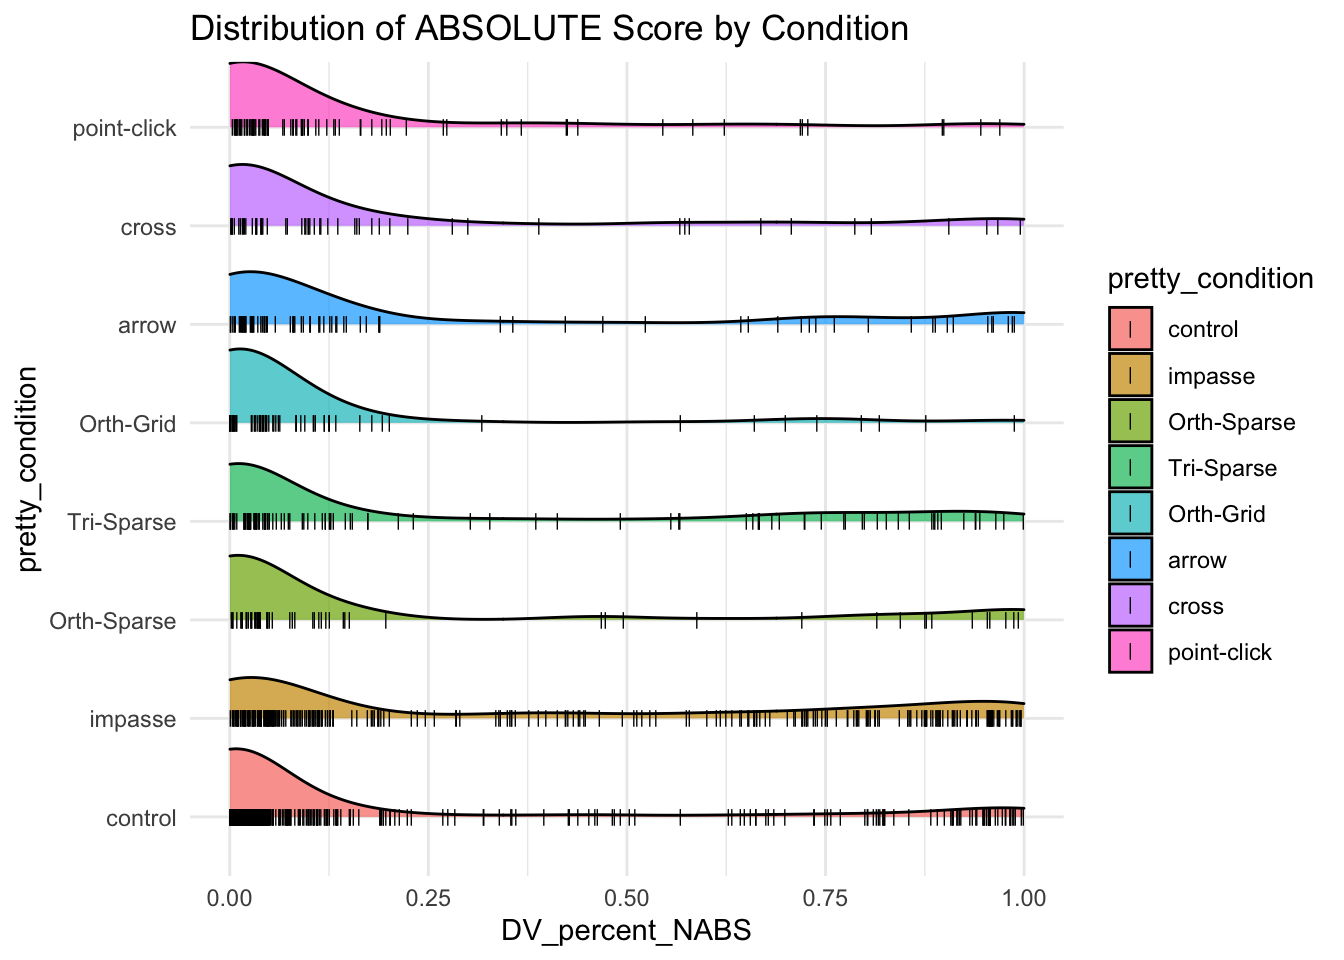 Distribution of ABSOLUTE Score by Condition
pretty_condition
point-click
cross
arrow
Orth-Grid
Tri-Sparse
Orth-Sparse
impasse
control
0.00 0.25 0.50 0.75 1.00
DV_percent_NABS
pretty_condition
control
impasse
Orth-Sparse
Tri-Sparse
Orth-Grid
arrow
cross
point-click